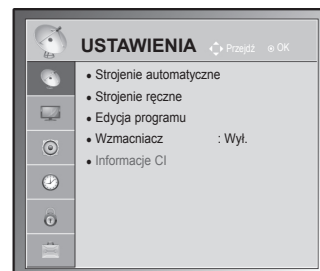 USTAWIENIA Przejdź OK
• Strojenie automatyczne
• Strojenie ręczne
• Edycja programu
• Wzmacniacz : Wył.
• Informacje CI